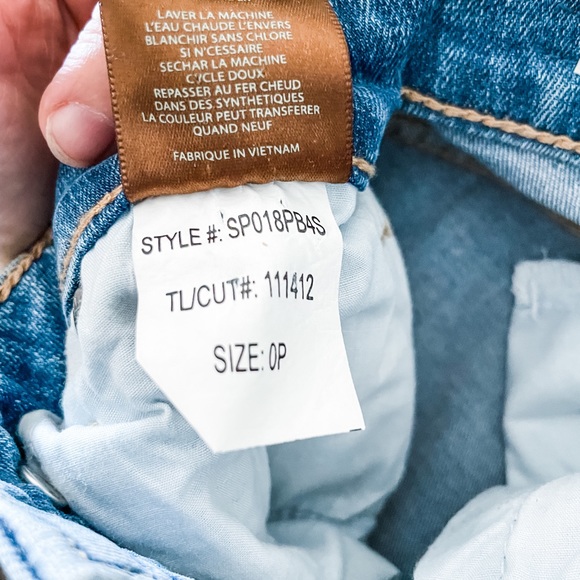 LAVER LA MACHINE
L'EAU CHAUDE L'ENVERS
BLANCHIR SANS CHLORE
SI N'CESSAIRE
SECHAR LA MACHINE
C'CLE DOUX
REPASSER AU FER CHEUD
DANS DES SYNTHETIQUES
LA COULEUR PEUT TRANSFERER
QUAND NEUF
FABRIQUE IN VIETNAM
STYLE #: SP018PB4S
TL/CUT#: 111412
SIZE: 0P